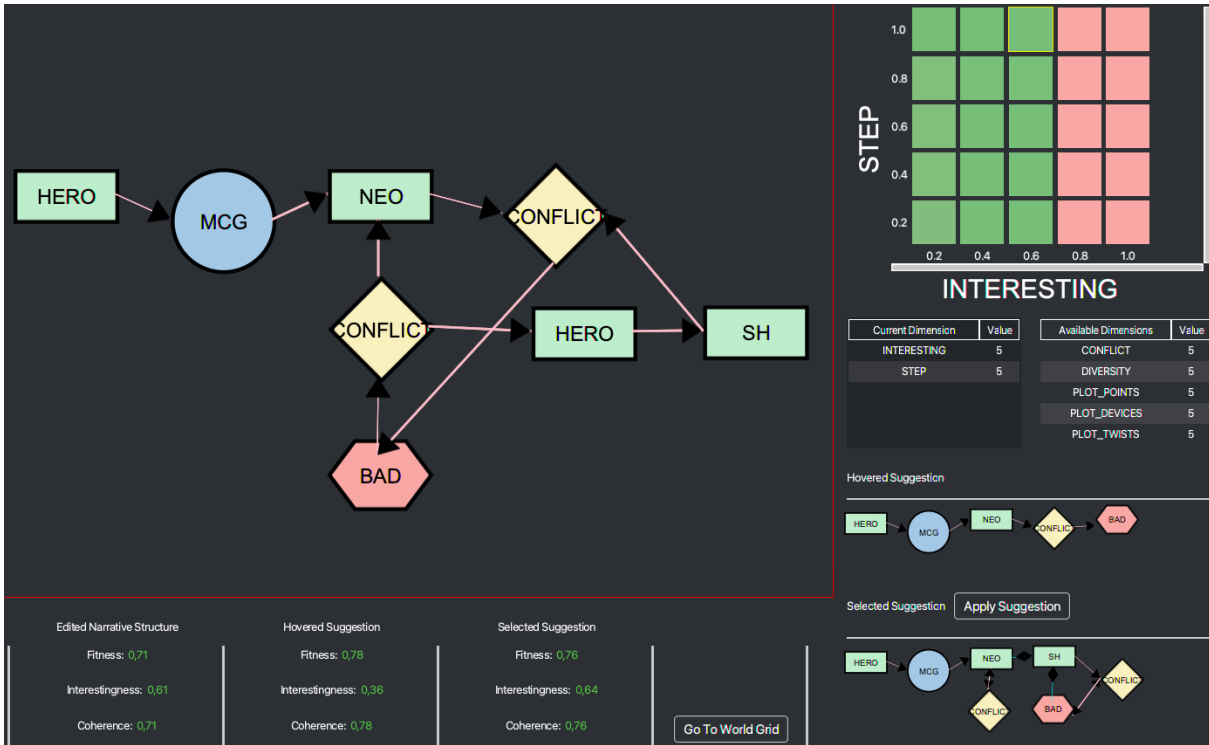 HERO
MCG
NEO
CONFLICT
CONFLICT
HERO
SH
BAD
STEP
1.0
0.8
0.6
0.4
0.2
0.2 0.4 0.6 0.8 1.0
INTERESTING
Current Dimension Value
INTERESTING 5
STEP 5
Available Dimensions Value
CONFLICT 5
DIVERSITY 5
PLOT_POINTS 5
PLOT_DEVICES 5
PLOT_TWISTS 5
Hovered Suggestion
HERO
MCG
NEO
CONFLIC
BAD
Selected Suggestion Apply Suggestion
HERO
MCG
NEO
SH
CONFLIC
BAD
CONFLIC
Edited Narrative Structure
Fitness: 0,71
Interestingness: 0,61
Coherence: 0,71
Hovered Suggestion
Fitness: 0,78
Interestingness: 0,36
Coherence: 0,78
Selected Suggestion
Fitness: 0,76
Interestingness: 0,64
Coherence: 0,76
Go To World Grid